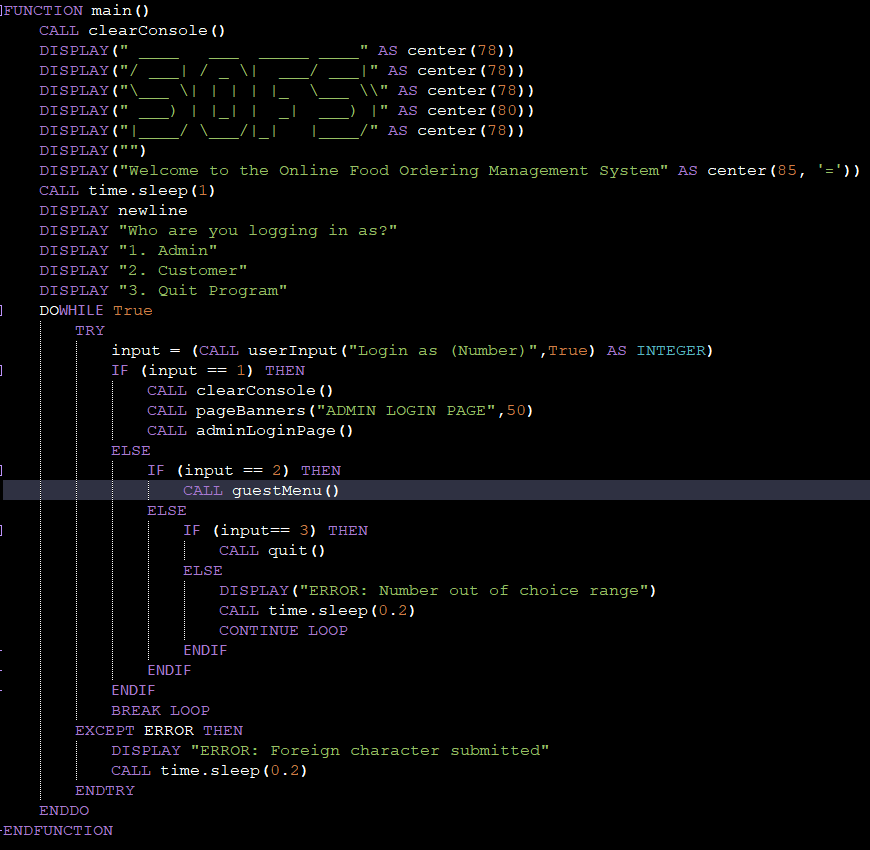 FUNCTION main()
    CALL clearConsole()
    DISPLAY(" ____   ___  _____ ____" AS center(78))
    DISPLAY("/ ___| / _ \|  ___/ ___|" AS center(78))
    DISPLAY("\___ \| | | | |_  \___ \\" AS center(78))
    DISPLAY(" ___) | |_| |  _|  ___) |" AS center(80))
    DISPLAY("|____/ \___/|_|   |____/" AS center(78))
    DISPLAY("")
    DISPLAY("Welcome to the Online Food Ordering Management System" AS center(85, '='))
    CALL time.sleep(1)
    DISPLAY newline
    DISPLAY "Who are you logging in as?"
    DISPLAY "1. Admin"
    DISPLAY "2. Customer"
    DISPLAY "3. Quit Program"
    DOWHILE True
        TRY
            input = (CALL userInput("Login as (Number)",True) AS INTEGER)
            IF (input == 1) THEN
                CALL clearConsole()
                CALL pageBanners("ADMIN LOGIN PAGE",50)
                CALL adminLoginPage()
            ELSE
                IF (input == 2) THEN
                    CALL guestMenu()
                ELSE
                    IF (input== 3) THEN
                        CALL quit()
                    ELSE
                        DISPLAY("ERROR: Number out of choice range")
                        CALL time.sleep(0.2)
                        CONTINUE LOOP
                    ENDIF
                ENDIF
            ENDIF
            BREAK LOOP
        EXCEPT ERROR THEN
            DISPLAY "ERROR: Foreign character submitted"
            CALL time.sleep(0.2)
        ENDTRY
    ENDDO
ENDFUNCTION